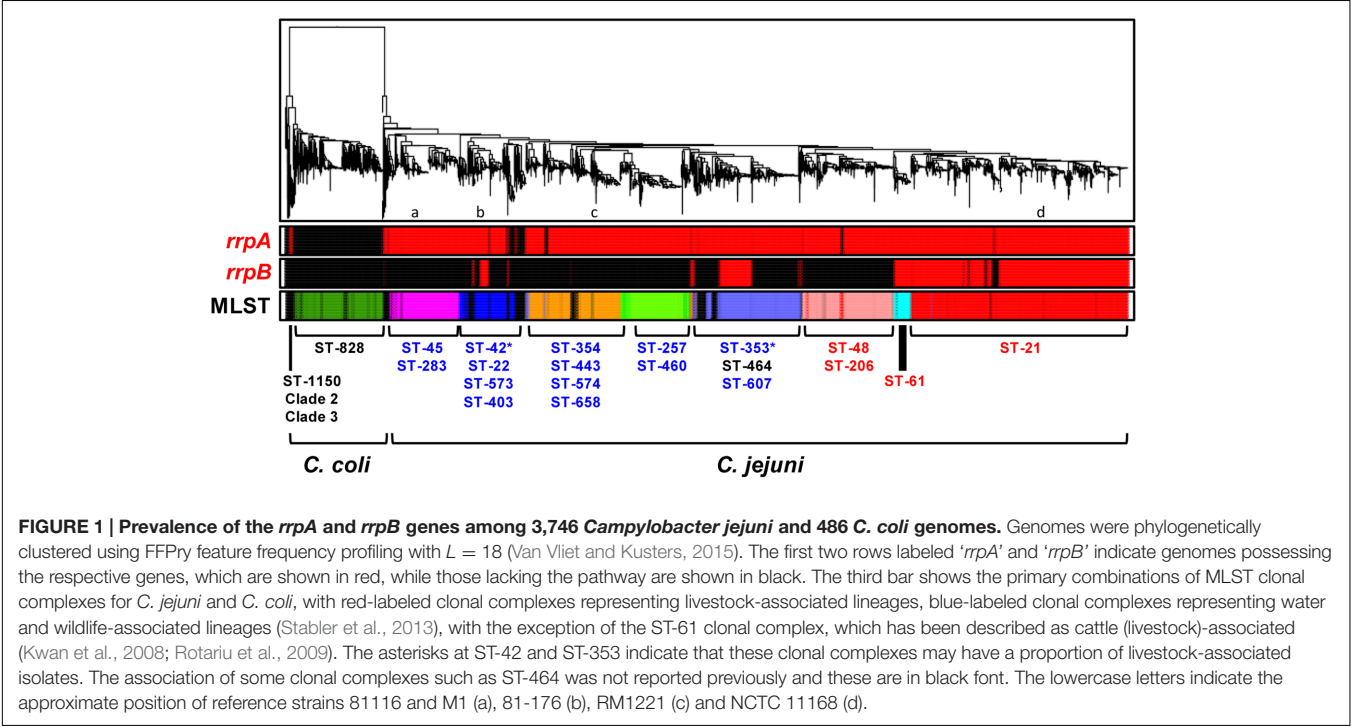 a b c d
rrpA
rrpB
MLST
ST-828 ST-45 ST-42* ST-354 ST-257 ST-353* ST-48 ST-21
ST-283 ST-22 ST-443 ST-460 ST-464 ST-206
ST-1150 ST-573 ST-574 ST-607 ST-61
Clade 2 ST-403 ST-658
Clade 3
C. coli C. jejuni
FIGURE 1 | Prevalence of the rrpA and rrpB genes among 3,746 Campylobacter jejuni and 486 C. coli genomes. Genomes were phylogenetically
clustered using FFPry feature frequency profiling with L = 18 (Van Vliet and Kusters, 2015). The first two rows labeled ‘rrpA’ and ‘rrpB’ indicate genomes possessing
the respective genes, which are shown in red, while those lacking the pathway are shown in black. The third bar shows the primary combinations of MLST clonal
complexes for C. jejuni and C. coli, with red-labeled clonal complexes representing livestock-associated lineages, blue-labeled clonal complexes representing water
and wildlife-associated lineages (Stabler et al., 2013), with the exception of the ST-61 clonal complex, which has been described as cattle (livestock)-associated
(Kwan et al., 2008; Rotariu et al., 2009). The asterisks at ST-42 and ST-353 indicate that these clonal complexes may have a proportion of livestock-associated
isolates. The association of some clonal complexes such as ST-464 was not reported previously and these are in black font. The lowercase letters indicate the
approximate position of reference strains 81116 and M1 (a), 81-176 (b), RM1221 (c) and NCTC 11168 (d).